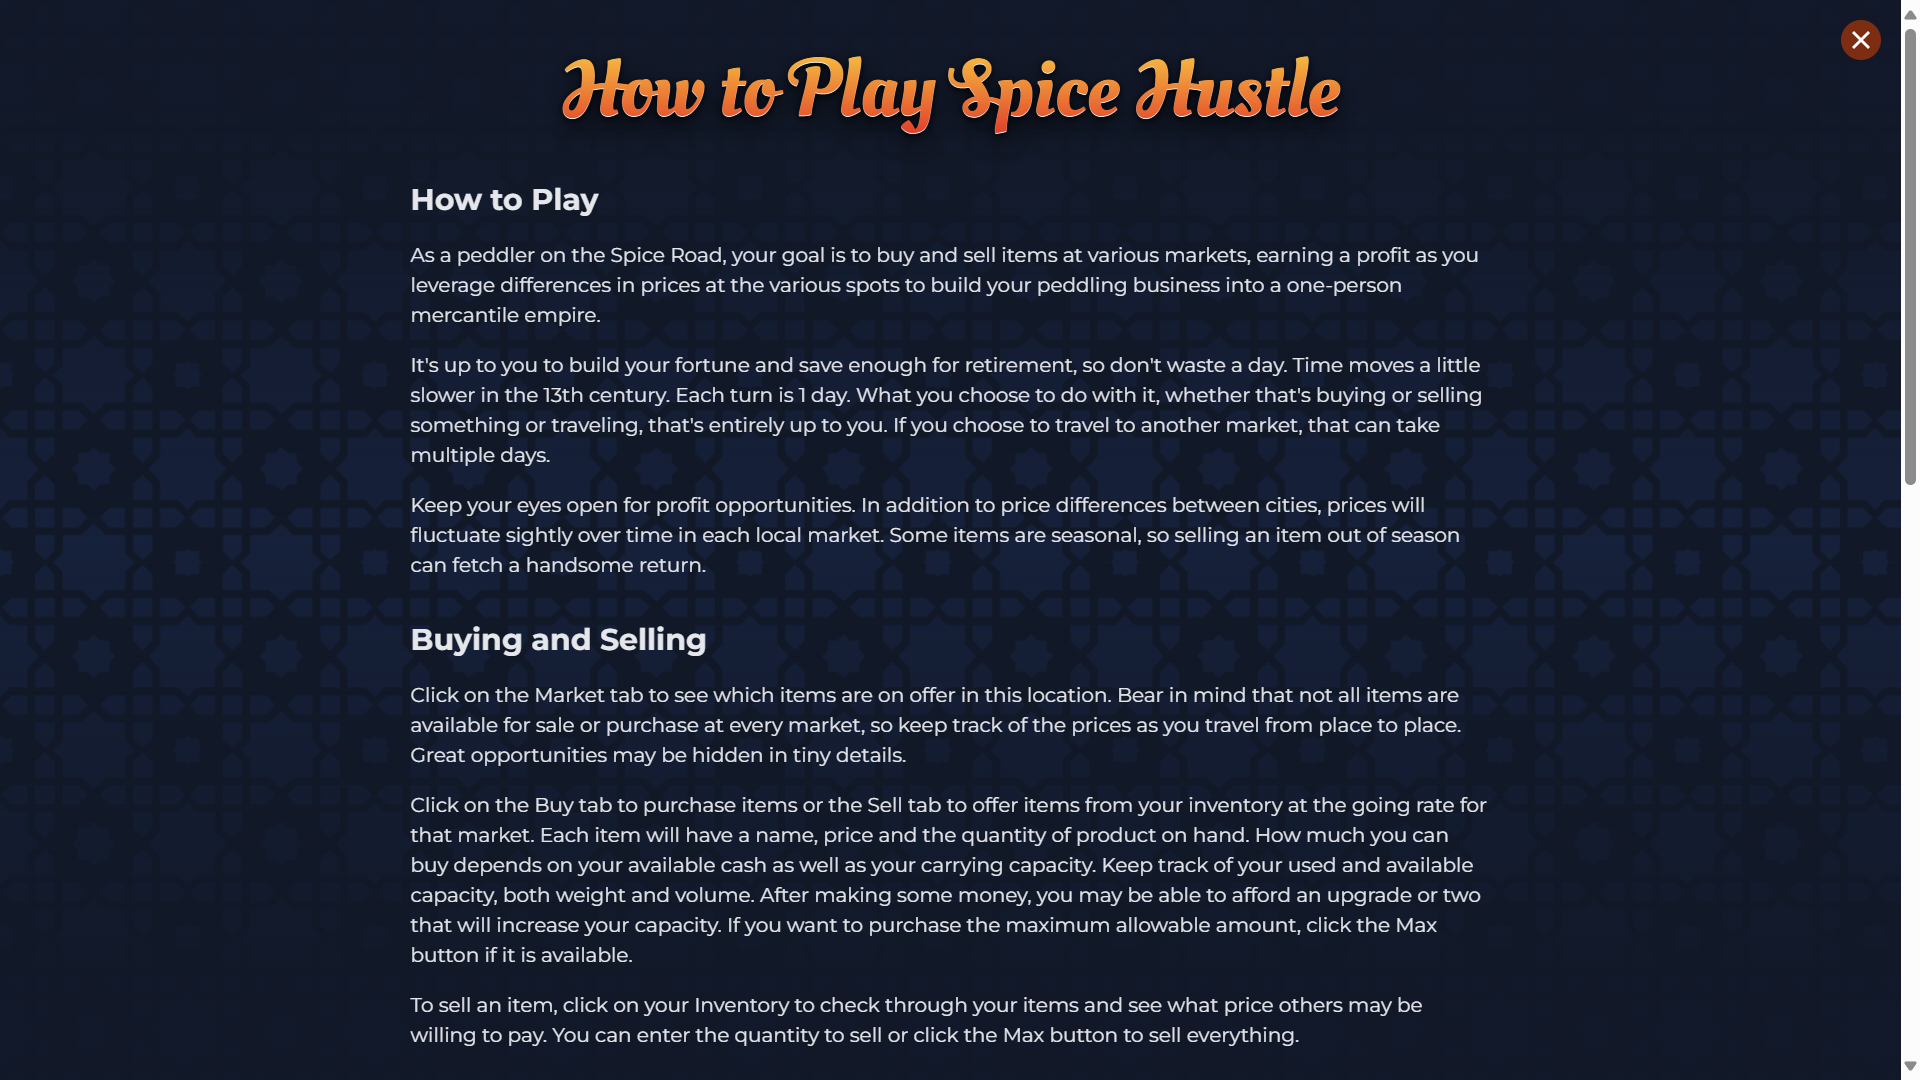 How to Play Spice Hustle
How to Play
As a peddler on the Spice Road, your goal is to buy and sell items at various markets, earning a profit as you
leverage differences in prices at the various spots to build your peddling business into a one-person
mercantile empire.
It's up to you to build your fortune and save enough for retirement, so don't waste a day. Time moves a little
slower in the 13th century. Each turn is 1 day. What you choose to do with it, whether that's buying or selling
something or traveling, that's entirely up to you. If you choose to travel to another market, that can take
multiple days.
Keep your eyes open for profit opportunities. In addition to price differences between cities, prices will
fluctuate sightly over time in each local market. Some items are seasonal, so selling an item out of season
can fetch a handsome return.
Buying and Selling
Click on the Market tab to see which items are on offer in this location. Bear in mind that not all items are
available for sale or purchase at every market, so keep track of the prices as you travel from place to place.
Great opportunities may be hidden in tiny details.
Click on the Buy tab to purchase items or the Sell tab to offer items from your inventory at the going rate for
that market. Each item will have a name, price and the quantity of product on hand. How much you can
buy depends on your available cash as well as your carrying capacity. Keep track of your used and available
capacity, both weight and volume. After making some money, you may be able to afford an upgrade or two
that will increase your capacity. If you want to purchase the maximum allowable amount, click the Max
button if it is available.
To sell an item, click on your Inventory to check through your items and see what price others may be
willing to pay. You can enter the quantity to sell or click the Max button to sell everything.